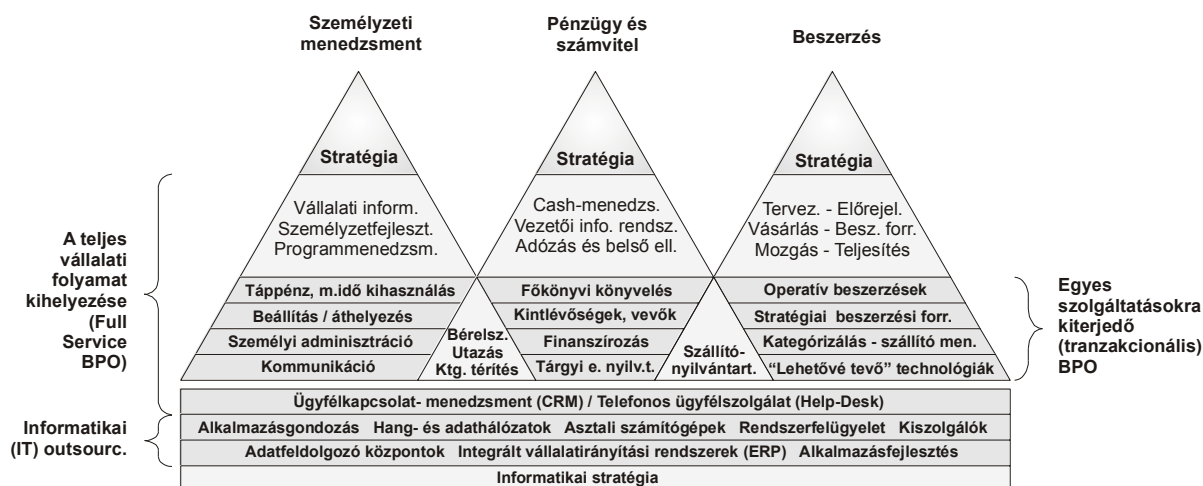 Személyzeti
menedzsment
Pénzügy és
számvitel
Beszerzés
Stratégia
Stratégia
Stratégia
Vállalati inform.
Személyzetfejleszt.
Programmenedzsm.
Cash-menedzs.
Vezetői info. rendsz.
Adózás és belső ell.
Tervez. - Előrejel.
Vásárlás - Besz. forr.
Mozgás - Teljesítés
A teljes
vállalati
folyamat
kihelyezése
(Full
Service
BPO)
Táppénz, m.idő kihasználás
Beállítás / áthelyezés
Személyi adminisztráció
Kommunikáció
Bérelsz.
Utazás
Ktg. térítés
Főkönyvi könyvelés
Kintlévőségek, vevők
Finanszírozás
Tárgyi e. nyilv.t.
Szállító-
nyilvántart.
Operatív beszerzések
Stratégiai beszerzési forr.
Kategórizálás - szállító men.
“Lehetővé tevő” technológiák
Egyes
szolgáltatásokra
kiterjedő
(tranzakcionális)
BPO
Ügyfélkapcsolat- menedzsment (CRM) / Telefonos ügyfélszolgálat (Help-Desk)
Informatikai
(IT) outsourc.
Alkalmazásgondozás Hang- és adathálózatok Asztali számítógépek Rendszerfelügyelet Kiszolgálók
Adatfeldolgozó központok Integrált vállalatirányítási rendszerek (ERP) Alkalmazásfejlesztés
Informatikai stratégia